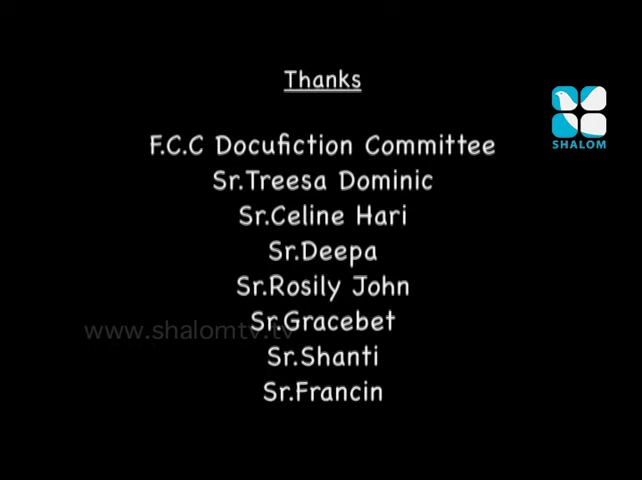 Thanks
F.C.C Docufiction Committee
Sr.Treesa Dominic
Sr.Celine Hari
Sr.Deepa
Sr.Rosily John
Sr.Gracebet
Sr.Shanti
Sr.Francin
SHALOM
www.shalomtv.tv